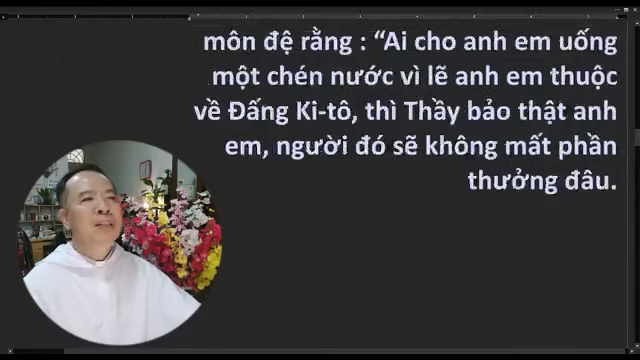 môn đệ rằng : “Ai cho anh em uống
một chén nước vì lẽ anh em thuộc
về Đấng Ki-tô, thì Thầy bảo thật anh
em, người đó sẽ không mất phần
thưởng đâu.